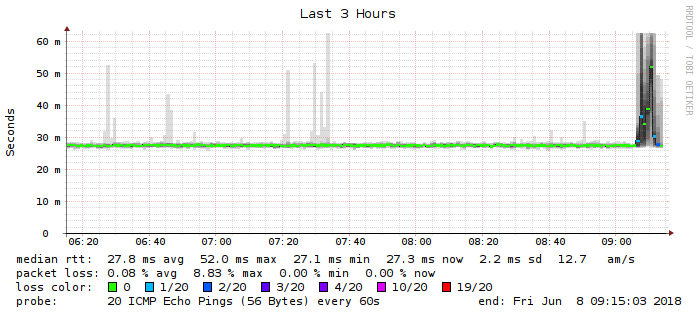 Last 3 Hours
RRDTOOL / TOBI OETIKER
Seconds
60 m
50 m
40 m
30 m
20 m
10 m
0
06:20 06:40 07:00 07:20 07:40 08:00 08:20 08:40 09:00
median rtt: 27.8 ms avg 52.0 ms max 27.1 ms min 27.3 ms now 2.2 ms sd 12.7 am/s
packet loss: 0.08 % avg 8.83 % max 0.00 % min 0.00 % now
loss color: 0 1/20 2/20 3/20 4/20 10/20 19/20
probe: 20 ICMP Echo Pings (56 Bytes) every 60s end: Fri Jun 8 09:15:03 2018